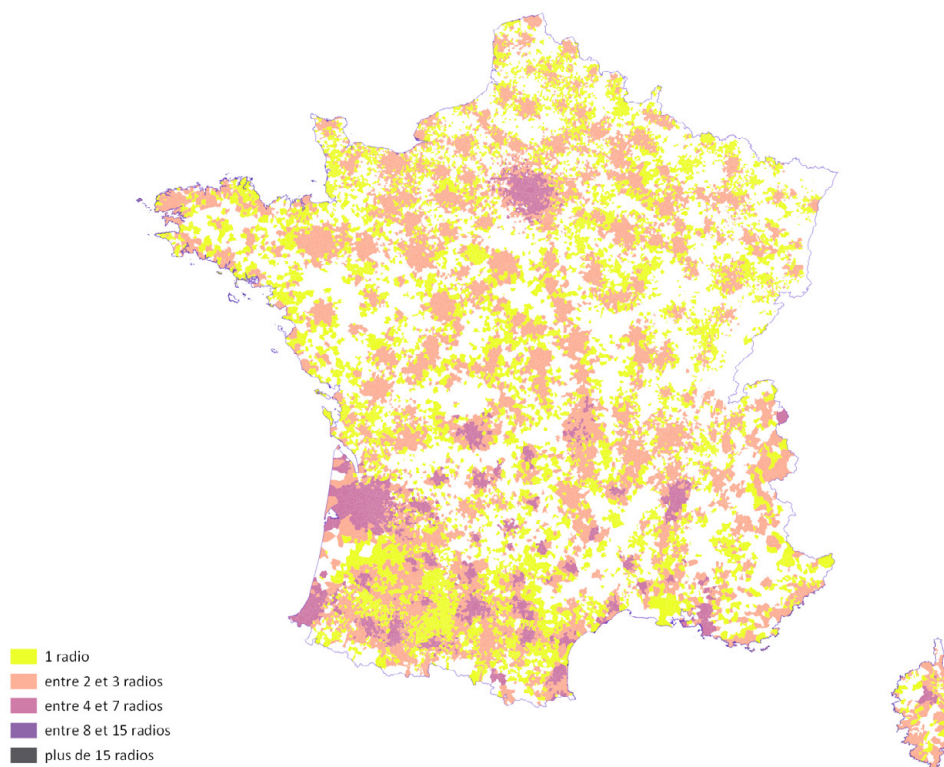 1 radio
entre 2 et 3 radios
entre 4 et 7 radios
entre 8 et 15 radios
plus de 15 radios